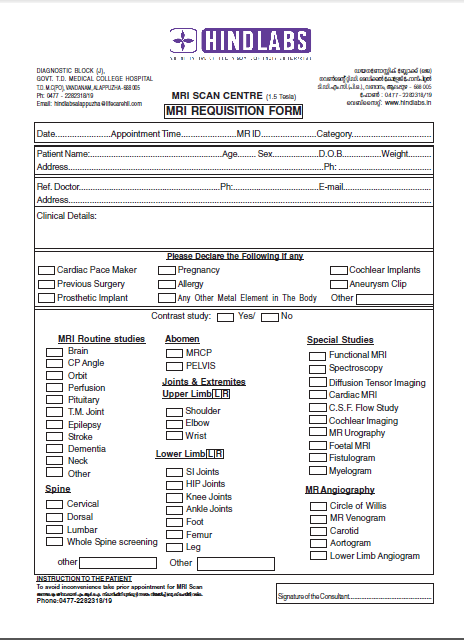 HINDLABS
DIAGNOSTIC BLOCK (J),
GOVT. T.D. MEDICAL COLLEGE HOSPITAL
T.D. M.C(PO), VANDANAM, ALAPPUZHA - 688 005
Ph: 0477 - 2282318/19
Email: hindlabsalappuzha@lifecarehll.com
688 005
0477 - 2282318/19
www.hindlabs.in
MRI SCAN CENTRE (1.5 Tesla)
MRI REQUISITION FORM
Date.....................Appointment Time....................MR ID....................Category............................
Patient Name:..................................................Age....... Sex..................D.O.B...............Weight.........
Address......................................................................................................Ph: .................................
Ref. Doctor.......................................................Ph:..............................E-mail................................
Address.................................................................................................................................................
Clinical Details:
Please Declare the Following if any
Cardiac Pace Maker Pregnancy Cochlear Implants
Previous Surgery Allergy Aneurysm Clip
Prosthetic Implant Any Other Metal Element in The Body Other
Contrast study: Yes/ No
MRI Routine studies
Brain
CP Angle
Orbit
Perfusion
Pituitary
T.M. Joint
Epilepsy
Stroke
Dementia
Neck
Other
Spine
Cervical
Dorsal
Lumbar
Whole Spine screening
other
Abomen
MRCP
PELVIS
Joints & Extremites
Upper Limb L R
Shoulder
Elbow
Wrist
Lower Limb L R
SI Joints
HIP Joints
Knee Joints
Ankle Joints
Foot
Femur
Leg
Other
Special Studies
Functional MRI
Spectroscopy
Diffusion Tensor Imaging
Cardiac MRI
C.S.F. Flow Study
Cochlear Imaging
MR Urography
Foetal MRI
Fistulogram
Myelogram
MR Angiography
Circle of Willis
MR Venogram
Carotid
Aortogram
Lower Limb Angiogram
INSTRUCTION TO THE PATIENT
To avoid inconvenience take prior appointment for MRI Scan
Phone:0477-2282318/19
Signature of the Consultant........................................